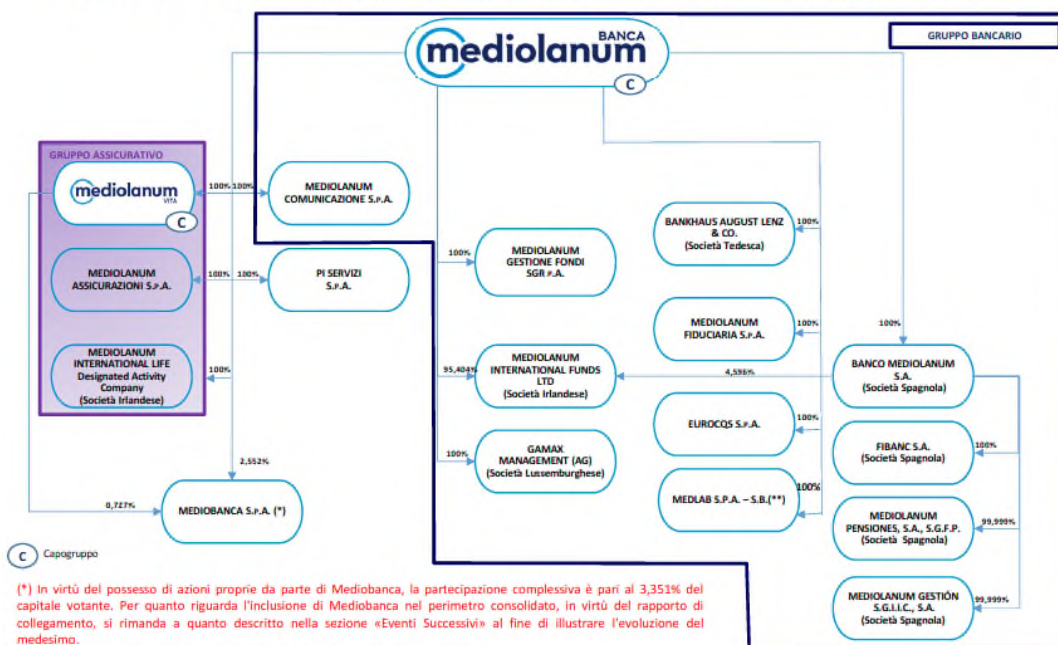 GRUPPO BANCARIO
BANCA
mediolanum
C
GRUPPO ASSICURATIVO
mediolanum
VITA
C
100%
100%
MEDIOLANUM
COMUNICAZIONE S.P.A.
MEDIOLANUM
ASSICURAZIONI S.P.A.
100%
100%
PI SERVIZI
S.P.A.
MEDIOLANUM
INTERNATIONAL LIFE
Designated Activity
Company
(Società Irlandese)
100%
2,552%
0,727%
MEDIOBANCA S.P.A. (*)
100%
MEDIOLANUM
GESTIONE FONDI
SGR P.A.
95,404%
MEDIOLANUM
INTERNATIONAL FUNDS
LTD
(Società Irlandese)
4,596%
100%
GAMAX
MANAGEMENT (AG)
(Società Lussemburghese)
BANKHAUS AUGUST LENZ
& CO.
(Società Tedesca)
100%
MEDIOLANUM
FIDUCIARIA S.P.A.
100%
EUROCQS S.P.A.
100%
MEDLAB S.P.A. – S.B.(**)
100%
100%
BANCO MEDIOLANUM
S.A.
(Società Spagnola)
FIBANC S.A.
(Società Spagnola)
100%
MEDIOLANUM
PENSIONES, S.A., S.G.F.P.
(Società Spagnola)
99,999%
MEDIOLANUM GESTIÓN
S.G.I.I.C., S.A.
(Società Spagnola)
99,999%
C Capogruppo
(*) In virtù del possesso di azioni proprie da parte di Mediobanca, la partecipazione complessiva è pari al 3,351% del
capitale votante. Per quanto riguarda l'inclusione di Mediobanca nel perimetro consolidato, in virtù del rapporto di
collegamento, si rimanda a quanto descritto nella sezione «Eventi Successivi» al fine di illustrare l'evoluzione del
medesimo.